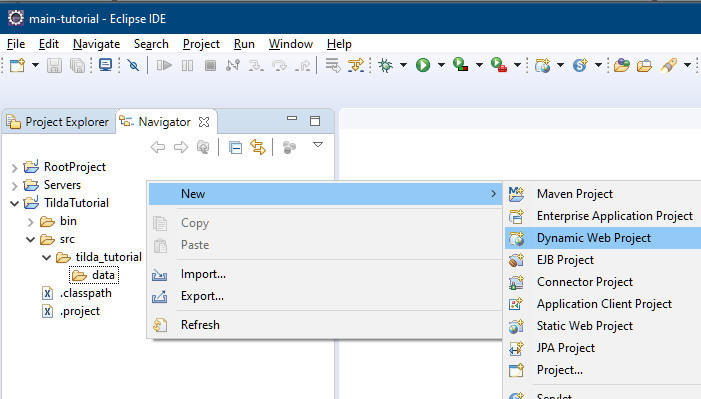 main-tutorial - Eclipse IDE
File Edit Navigate Search Project Run Window Help
Project Explorer Navigator
RootProject
Servers
TildaTutorial
bin
src
tilda_tutorial
data
.classpath
.project
New
Copy
Paste
Import...
Export...
Refresh
Maven Project
Enterprise Application Project
Dynamic Web Project
EJB Project
Connector Project
Application Client Project
Static Web Project
JPA Project
Project...
Servlet